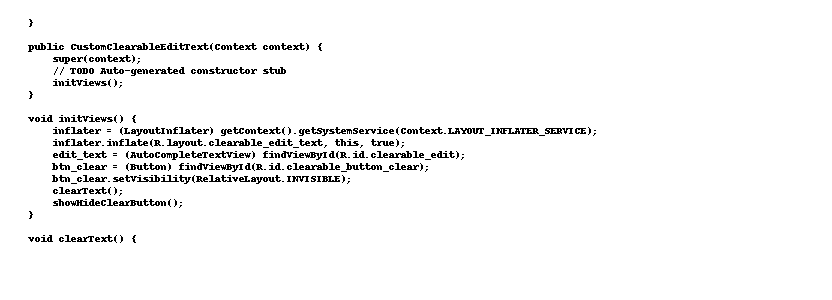 }

public CustomClearableEditText(Context context) {
    super(context);
    // TODO Auto-generated constructor stub
    initViews();
}

void initViews() {
    inflater = (LayoutInflater) getContext().getSystemService(Context.LAYOUT_INFLATER_SERVICE);
    inflater.inflate(R.layout.clearable_edit_text, this, true);
    edit_text = (AutoCompleteTextView) findViewById(R.id.clearable_edit);
    btn_clear = (Button) findViewById(R.id.clearable_button_clear);
    btn_clear.setVisibility(RelativeLayout.INVISIBLE);
    clearText();
    showHideClearButton();
}

void clearText() {